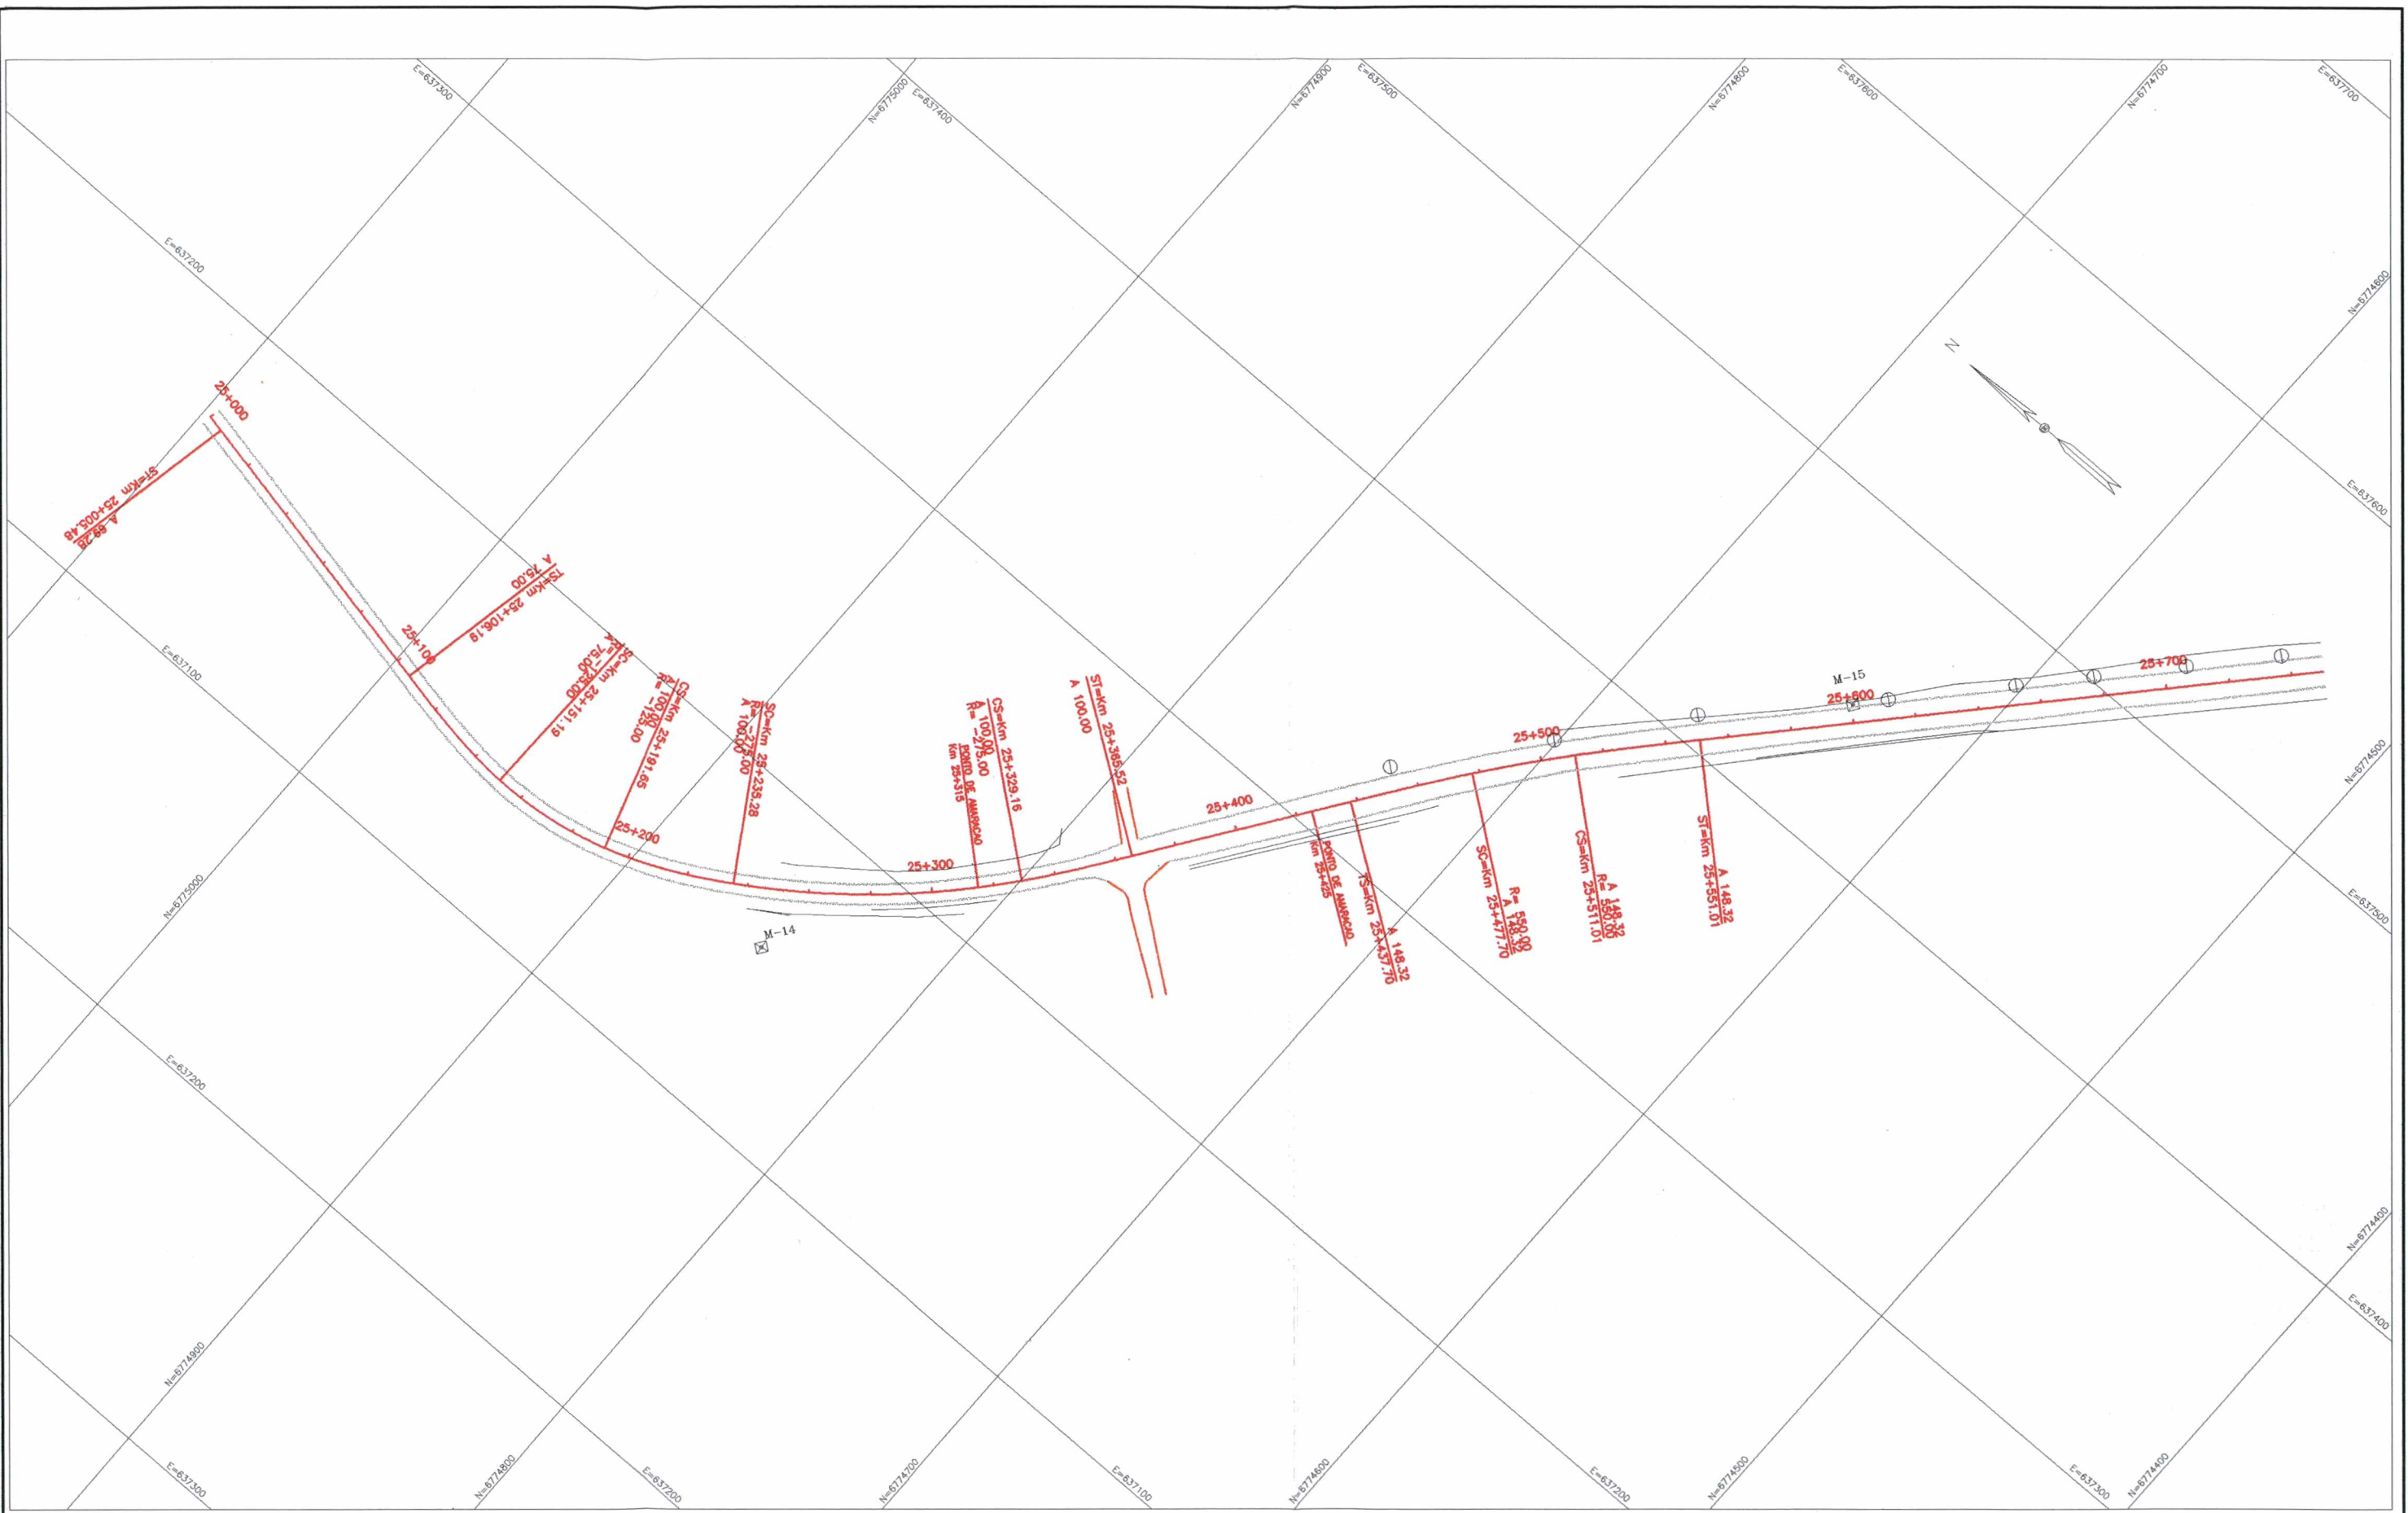 E=637300
N=6775000
E=637400
N=6774900
E=637500
N=6774800
E=637600
N=6774700
E=637700
E=637200
N=6774600
N
E=637600
25+000
ST=Km 25+005.48
A 69.28
A 75.00
TS=Km 25+106.19
25+100
A 75.00
R= -125.00
SC=Km 25+151.19
CS=Km 25+191.65
A 100.00
R= -125.00
25+200
SC=Km 25+235.28
R= -275.00
A 100.00
CS=Km 25+329.16
A 100.00
R= -275.00
PONTO DE AMARACAO
Km 25+315
25+300
ST=Km 25+365.52
A 100.00
25+400
PONTO DE AMARACAO
Km 25+425
A 148.32
TS=Km 25+437.70
R= 550.00
A 148.32
SC=Km 25+477.70
25+500
A 148.32
R= 550.00
CS=Km 25+511.01
A 148.32
ST=Km 25+551.01
M-15
25+600
25+700
M-14
E=637100
N=6774500
N=6775000
E=637500
E=637200
N=6774400
N=6774900
E=637400
E=637300
N=6774800
E=637200
N=6774700
E=637100
N=6774600
E=637200
N=6774500
E=637300
N=6774400